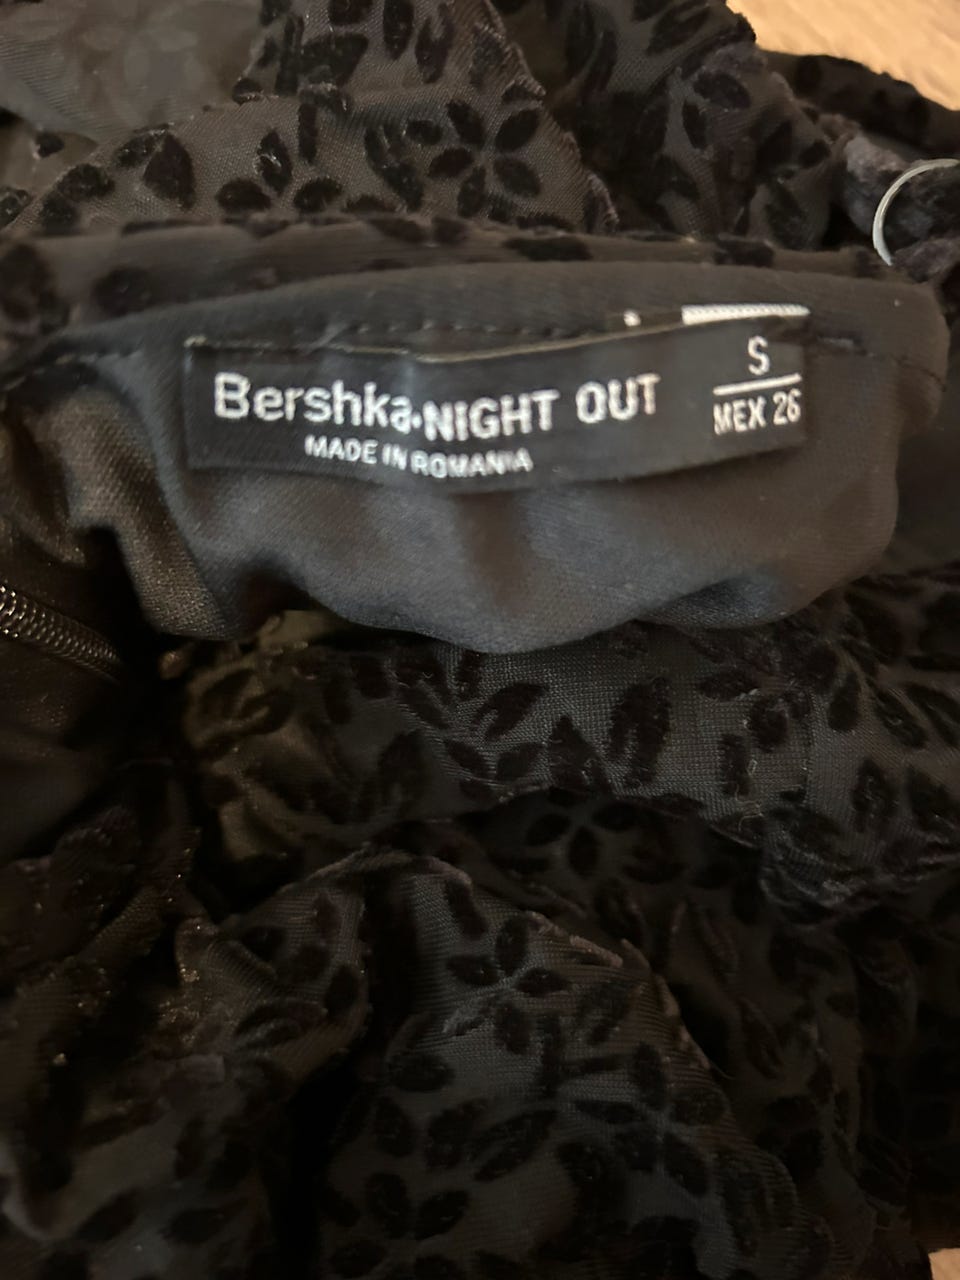 Bershka.NIGHT OUT
MADE IN ROMANIA
S
MEX 26